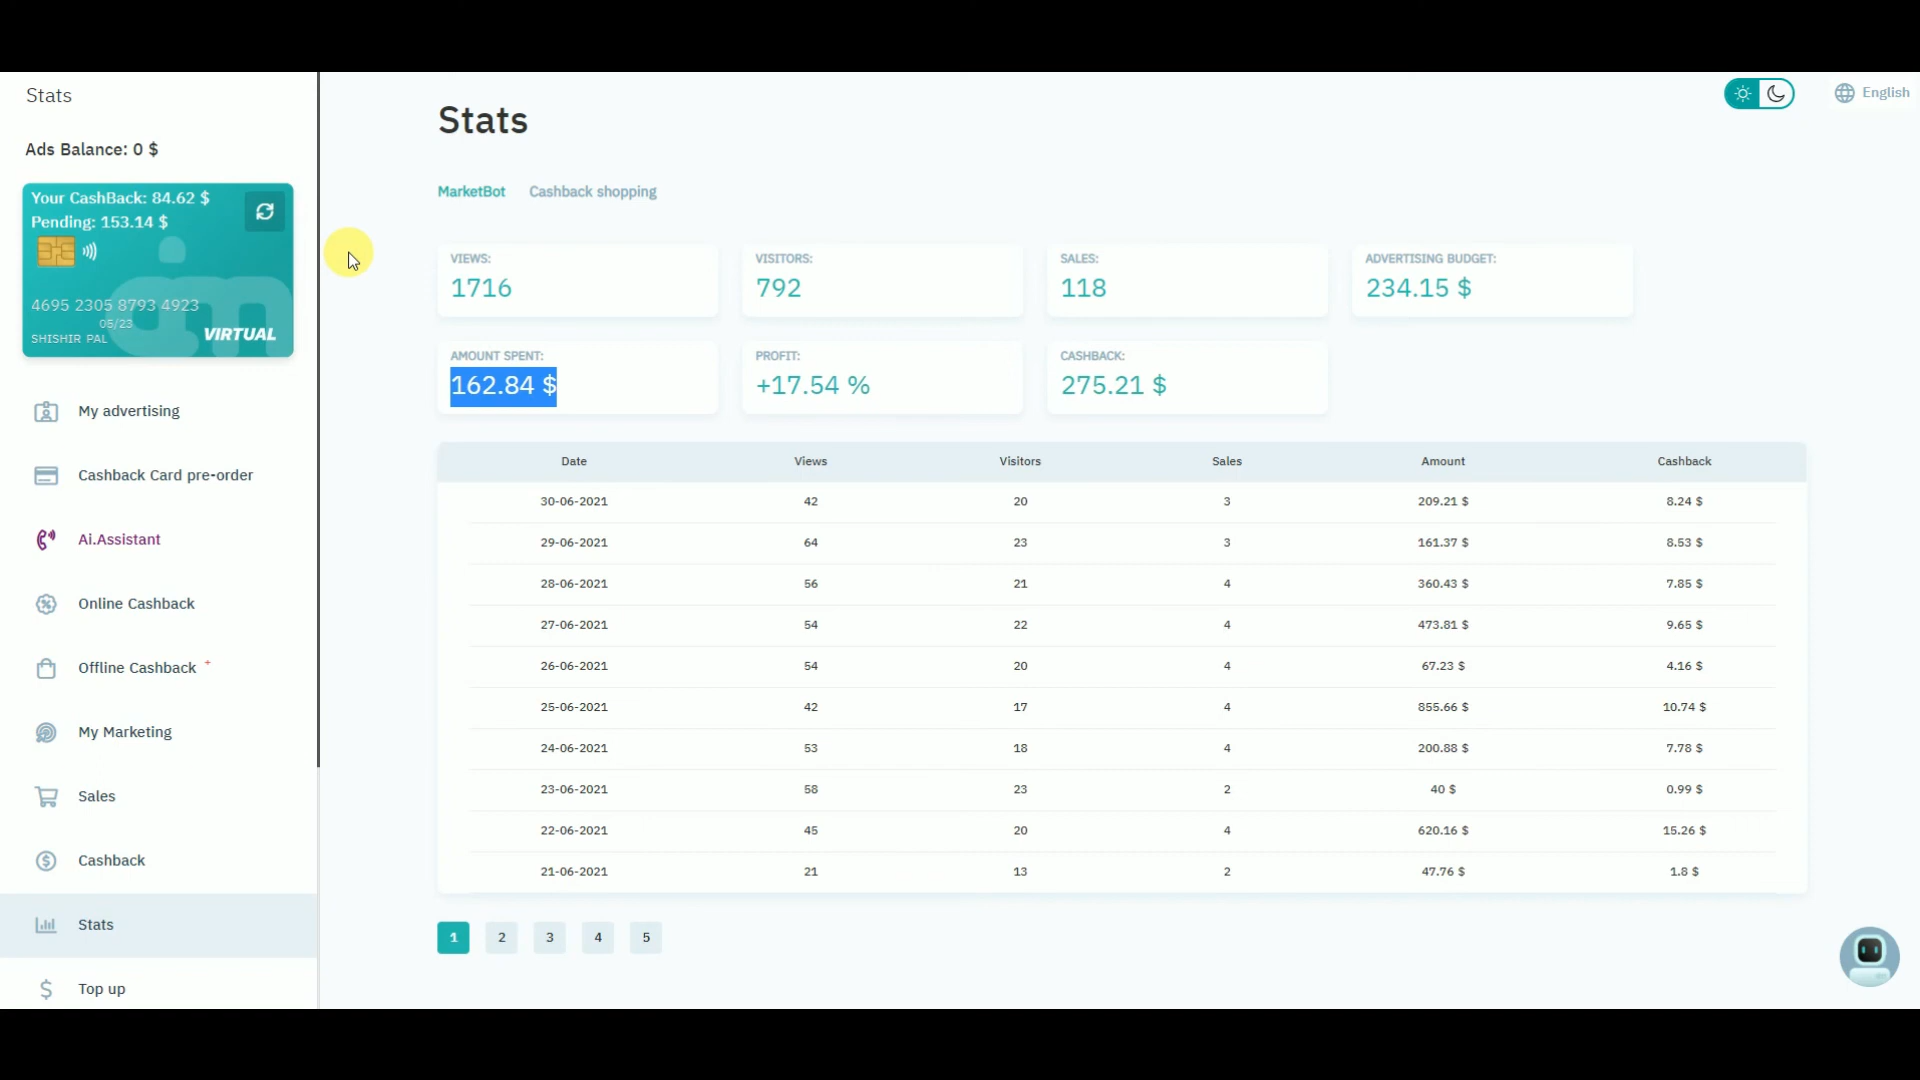 Stats
Ads Balance: 0 $
Your CashBack: 84.62 $
Pending: 153.14 $
4695 2305 8793 4923
05/23
SHISHIR PAL
VIRTUAL
My advertising
Cashback Card pre-order
Ai.Assistant
Online Cashback
Offline Cashback +
My Marketing
Sales
Cashback
Stats
Top up
English
Stats
MarketBot Cashback shopping
VIEWS: VISITORS: SALES: ADVERTISING BUDGET:
1716 792 118 234.15 $
AMOUNT SPENT: PROFIT: CASHBACK:
162.84 $ +17.54 % 275.21 $
Date Views Visitors Sales Amount Cashback
30-06-2021 42 20 3 209.21 $ 8.24 $
29-06-2021 64 23 3 161.37 $ 8.53 $
28-06-2021 56 21 4 360.43 $ 7.85 $
27-06-2021 54 22 4 473.81 $ 9.65 $
26-06-2021 54 20 4 67.23 $ 4.16 $
25-06-2021 42 17 4 855.66 $ 10.74 $
24-06-2021 53 18 4 200.88 $ 7.78 $
23-06-2021 58 23 2 40 $ 0.99 $
22-06-2021 45 20 4 620.16 $ 15.26 $
21-06-2021 21 13 2 47.76 $ 1.8 $
1 2 3 4 5